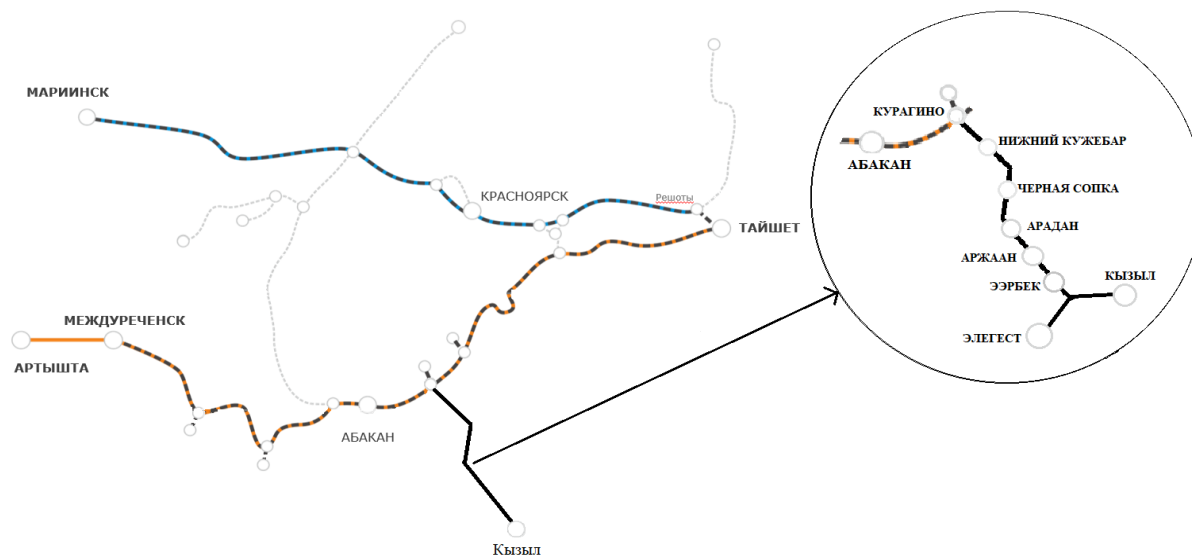 МАРИИНСК
КРАСНОЯРСК
Решоты
ТАЙШЕТ
МЕЖДУРЕЧЕНСК
АРТЫШТА
АБАКАН
Кызыл
КУРАГИНО
НИЖНИЙ КУЖЕБАР
АБАКАН
ЧЕРНАЯ СОПКА
АРАДАН
АРЖААН
КЫЗЫЛ
ЭЭРБЕК
ЭЛЕГЕСТ